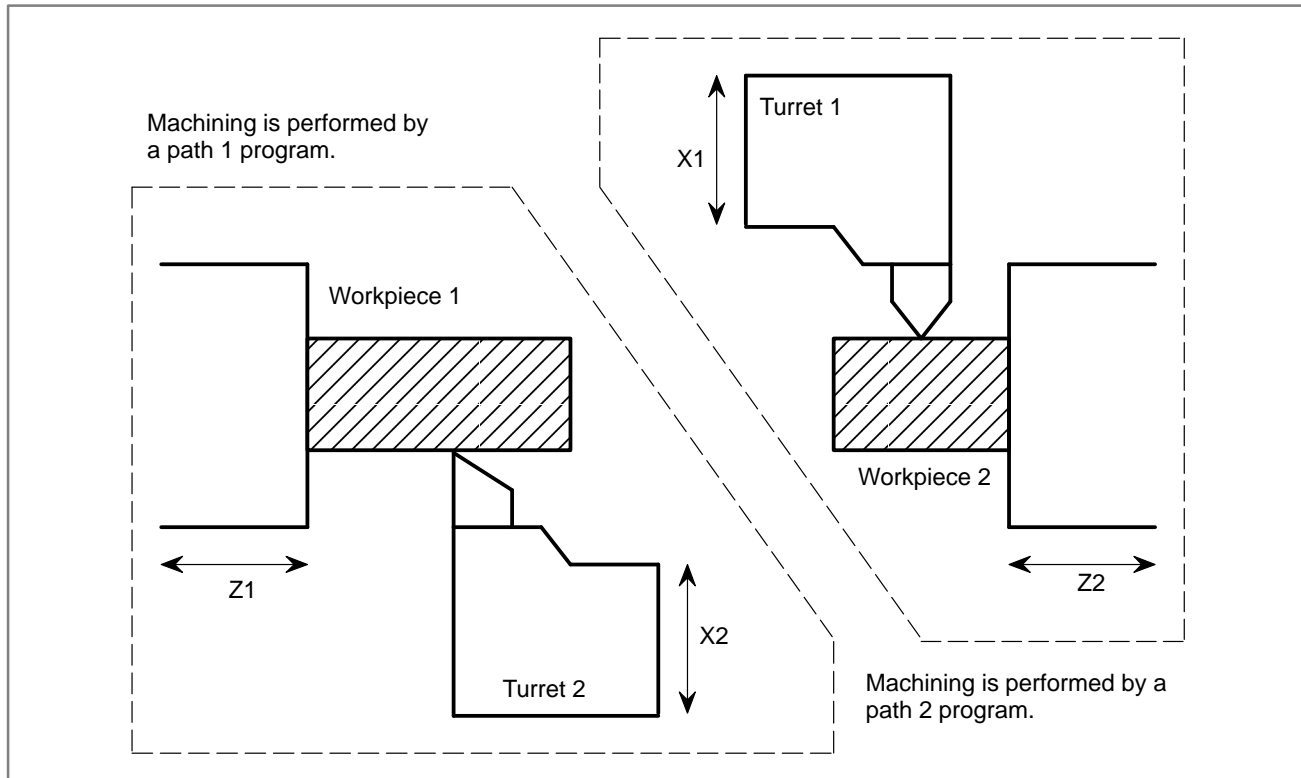 Machining is performed by
a path 1 program.
Turret 1
X1
Workpiece 1
Workpiece 2
Z1
Z2
X2
Turret 2
Machining is performed by a
path 2 program.